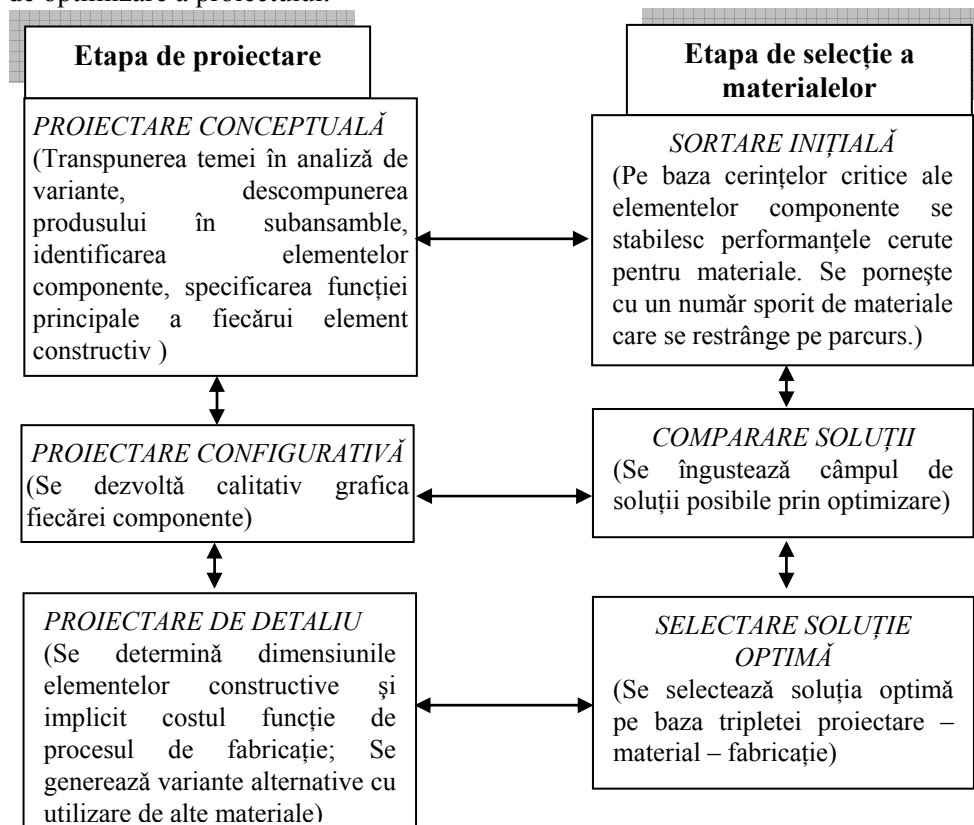 de optimizare a proiectului.
Etapa de proiectare
PROIECTARE CONCEPTUALĂ
(Transpunerea temei în analiză de
variante, descompunerea
produsului în subansamble,
identificarea elementelor
componente, specificarea funcției
principale a fiecărui element
constructiv )
PROIECTARE CONFIGURATIVĂ
(Se dezvoltă calitativ grafica
fiecărei componente)
PROIECTARE DE DETALIU
(Se determină dimensiunile
elementelor constructive și
implicit costul funcție de
procesul de fabricație; Se
generează variante alternative cu
utilizare de alte materiale)
Etapa de selecție a
materialelor
SORTARE INIȚIALĂ
(Pe baza cerințelor critice ale
elementelor componente se
stabilesc performanțele cerute
pentru materiale. Se pornește
cu un număr sporit de materiale
care se restrânge pe parcurs.)
COMPARARE SOLUȚII
(Se îngustează câmpul de
soluții posibile prin optimizare)
SELECTARE SOLUȚIE
OPTIMĂ
(Se selectează soluția optimă
pe baza tripletei proiectare –
material – fabricație)